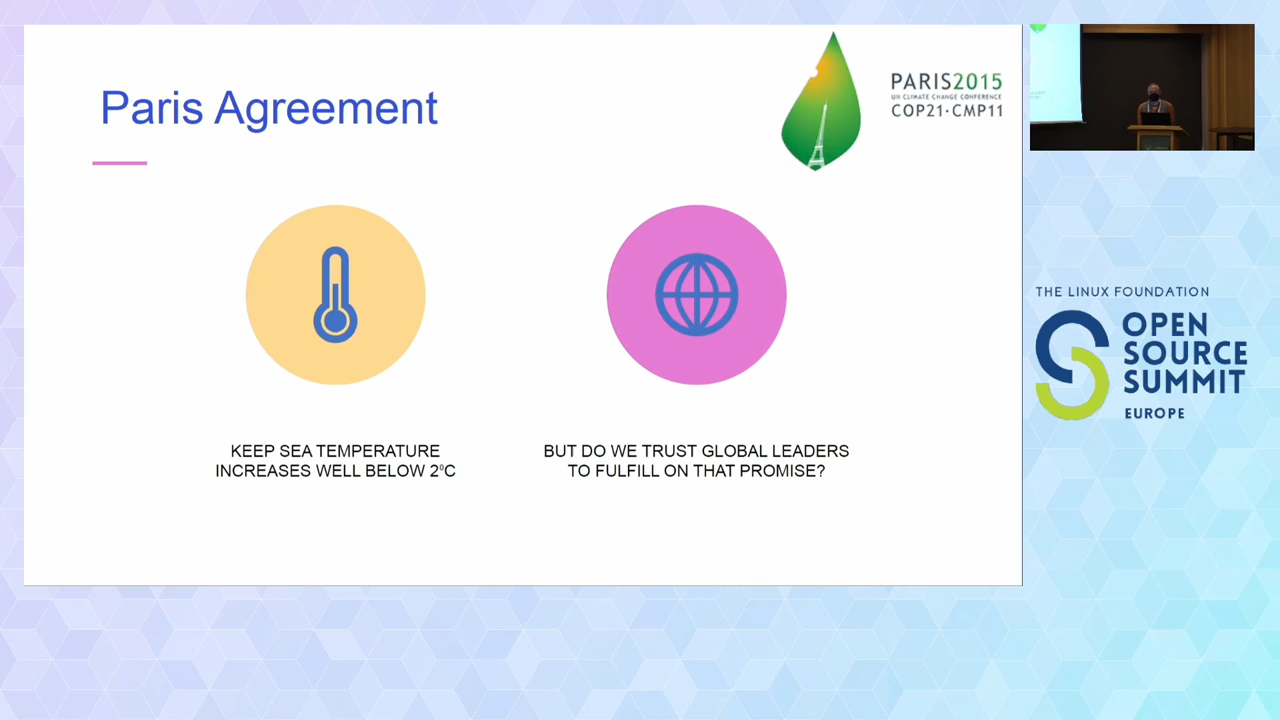 Paris Agreement
PARIS2015
UN CLIMATE CHANGE CONFERENCE
COP21·CMP11
KEEP SEA TEMPERATURE
INCREASES WELL BELOW 2°C
BUT DO WE TRUST GLOBAL LEADERS
TO FULFILL ON THAT PROMISE?
THE LINUX FOUNDATION
OPEN
SOURCE
SUMMIT
EUROPE